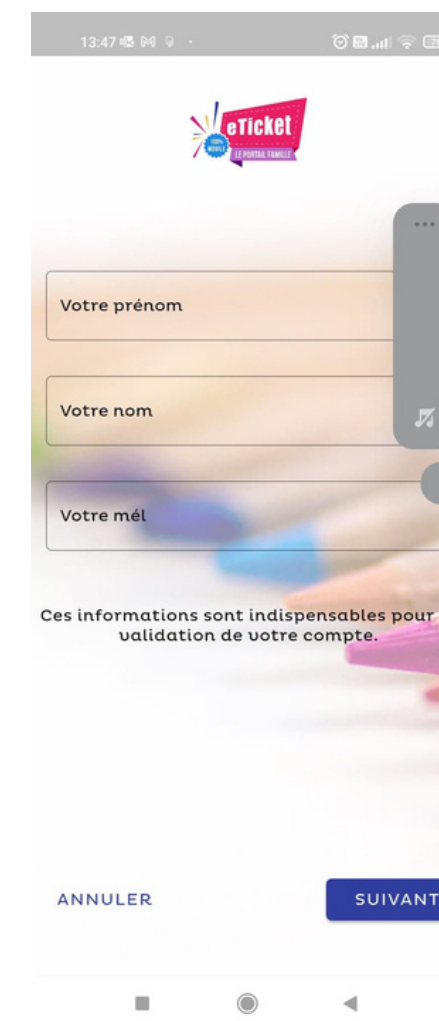 13:47
eTicket
100%
MOBILE
LE PORTAIL FAMILLE
Votre prénom
Votre nom
Votre mél
Ces informations sont indispensables pour
validation de votre compte.
ANNULER
SUIVANT